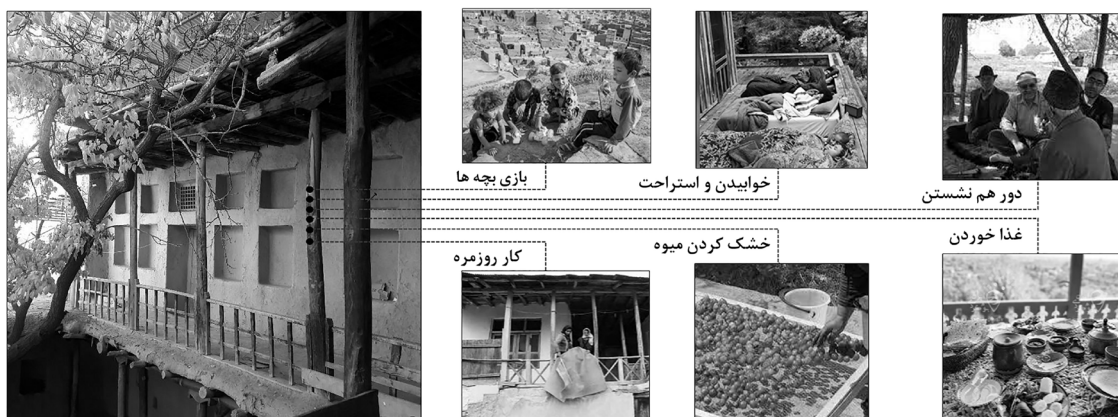 بازی بچه ها
خوابیدن و استراحت
دور هم نشستن
کار روزمره
خشک کردن میوه
غذا خوردن